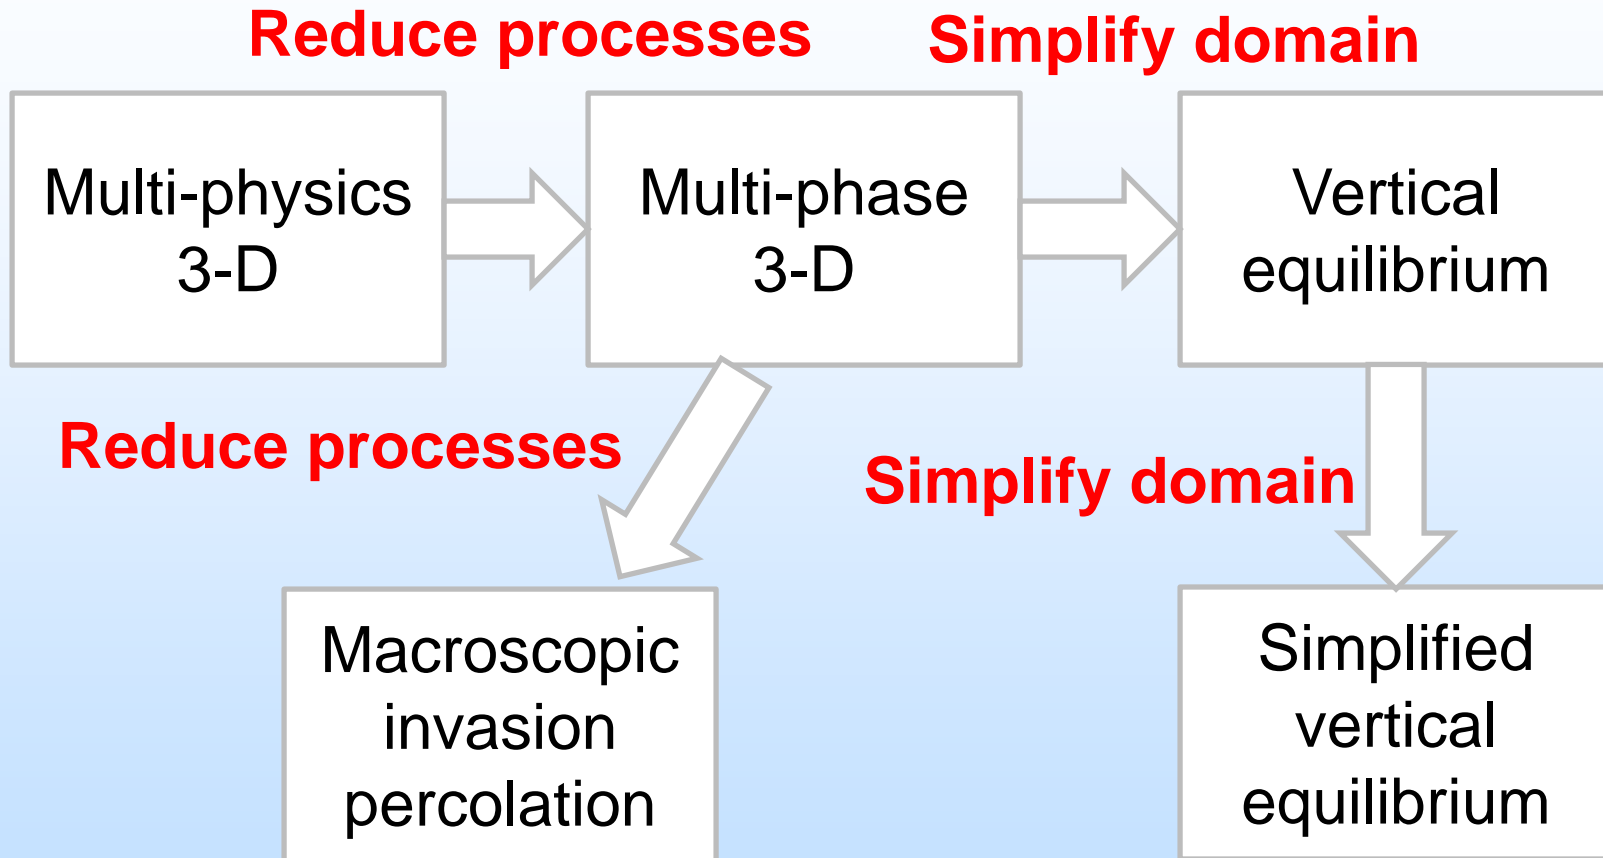 Reduce processes
Simplify domain
Multi-physics
3-D
Multi-phase
3-D
Vertical
equilibrium
Reduce processes
Simplify domain
Macroscopic
invasion
percolation
Simplified
vertical
equilibrium